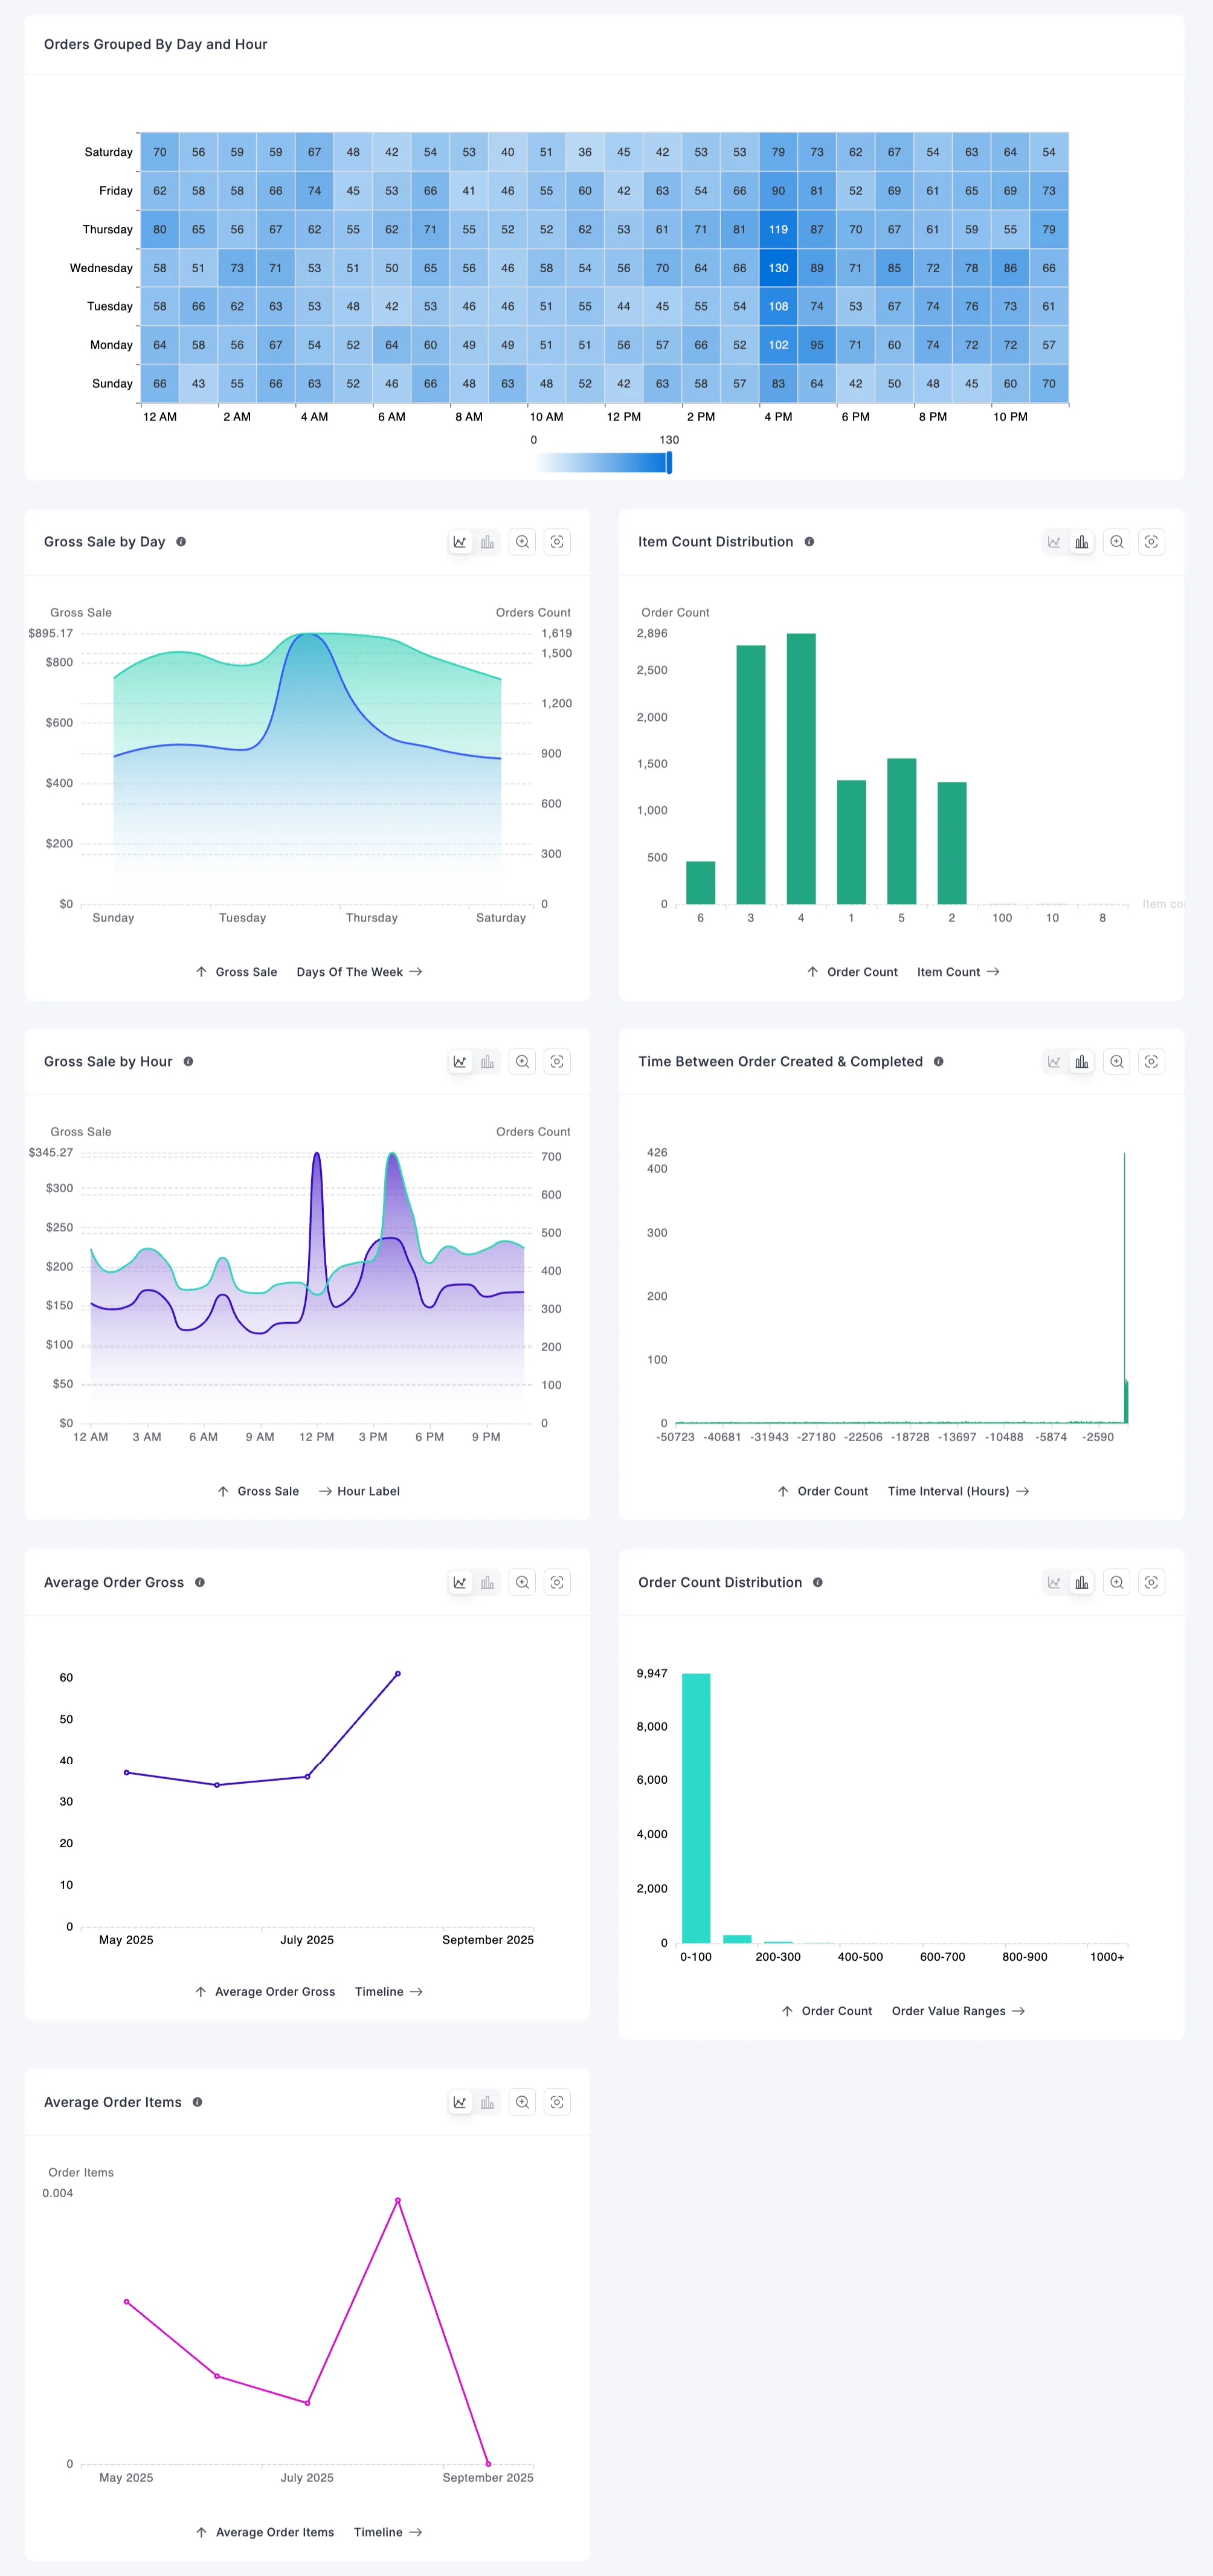 Orders Grouped By Day and Hour
Saturday 70 56 59 59 67 48 42 54 53 40 51 36 45 42 53 53 79 73 62 67 54 63 64 54
Friday 62 58 58 66 74 45 53 66 41 46 55 60 42 63 54 66 90 81 52 69 61 65 69 73
Thursday 80 65 56 67 62 55 62 71 55 52 52 62 53 61 71 81 119 87 70 67 61 59 55 79
Wednesday 58 51 73 71 53 51 50 65 56 46 58 54 56 70 64 66 130 89 71 85 72 78 86 66
Tuesday 58 66 62 63 53 48 42 53 46 46 51 55 44 45 55 54 108 74 53 67 74 76 73 61
Monday 64 58 56 67 54 52 64 60 49 49 51 51 56 57 66 52 102 95 71 60 74 72 72 57
Sunday 66 43 55 66 63 52 46 66 48 63 48 52 42 63 58 57 83 64 42 50 48 45 60 70
12 AM 2 AM 4 AM 6 AM 8 AM 10 AM 12 PM 2 PM 4 PM 6 PM 8 PM 10 PM
0 130
Gross Sale by Day
Gross Sale Orders Count
$895.17 1,619
1,500
$800
1,200
$600
900
$400
600
$200
300
$0 0
Sunday Tuesday Thursday Saturday
↑ Gross Sale Days Of The Week →
Item Count Distribution
Order Count
2,896
2,500
2,000
1,500
1,000
500
0 Item co
6 3 4 1 5 2 100 10 8
↑ Order Count Item Count →
Gross Sale by Hour
Gross Sale Orders Count
$345.27 700
$300 600
$250 500
$200 400
$150 300
$100 200
$50 100
$0 0
12 AM 3 AM 6 AM 9 AM 12 PM 3 PM 6 PM 9 PM
↑ Gross Sale → Hour Label
Time Between Order Created & Completed
426
400
300
200
100
0
-50723 -40681 -31943 -27180 -22506 -18728 -13697 -10488 -5874 -2590
↑ Order Count Time Interval (Hours) →
Average Order Gross
60
50
40
30
20
10
0
May 2025 July 2025 September 2025
↑ Average Order Gross Timeline →
Order Count Distribution
9,947
8,000
6,000
4,000
2,000
0
0-100 200-300 400-500 600-700 800-900 1000+
↑ Order Count Order Value Ranges →
Average Order Items
Order Items
0.004
0
May 2025 July 2025 September 2025
↑ Average Order Items Timeline →